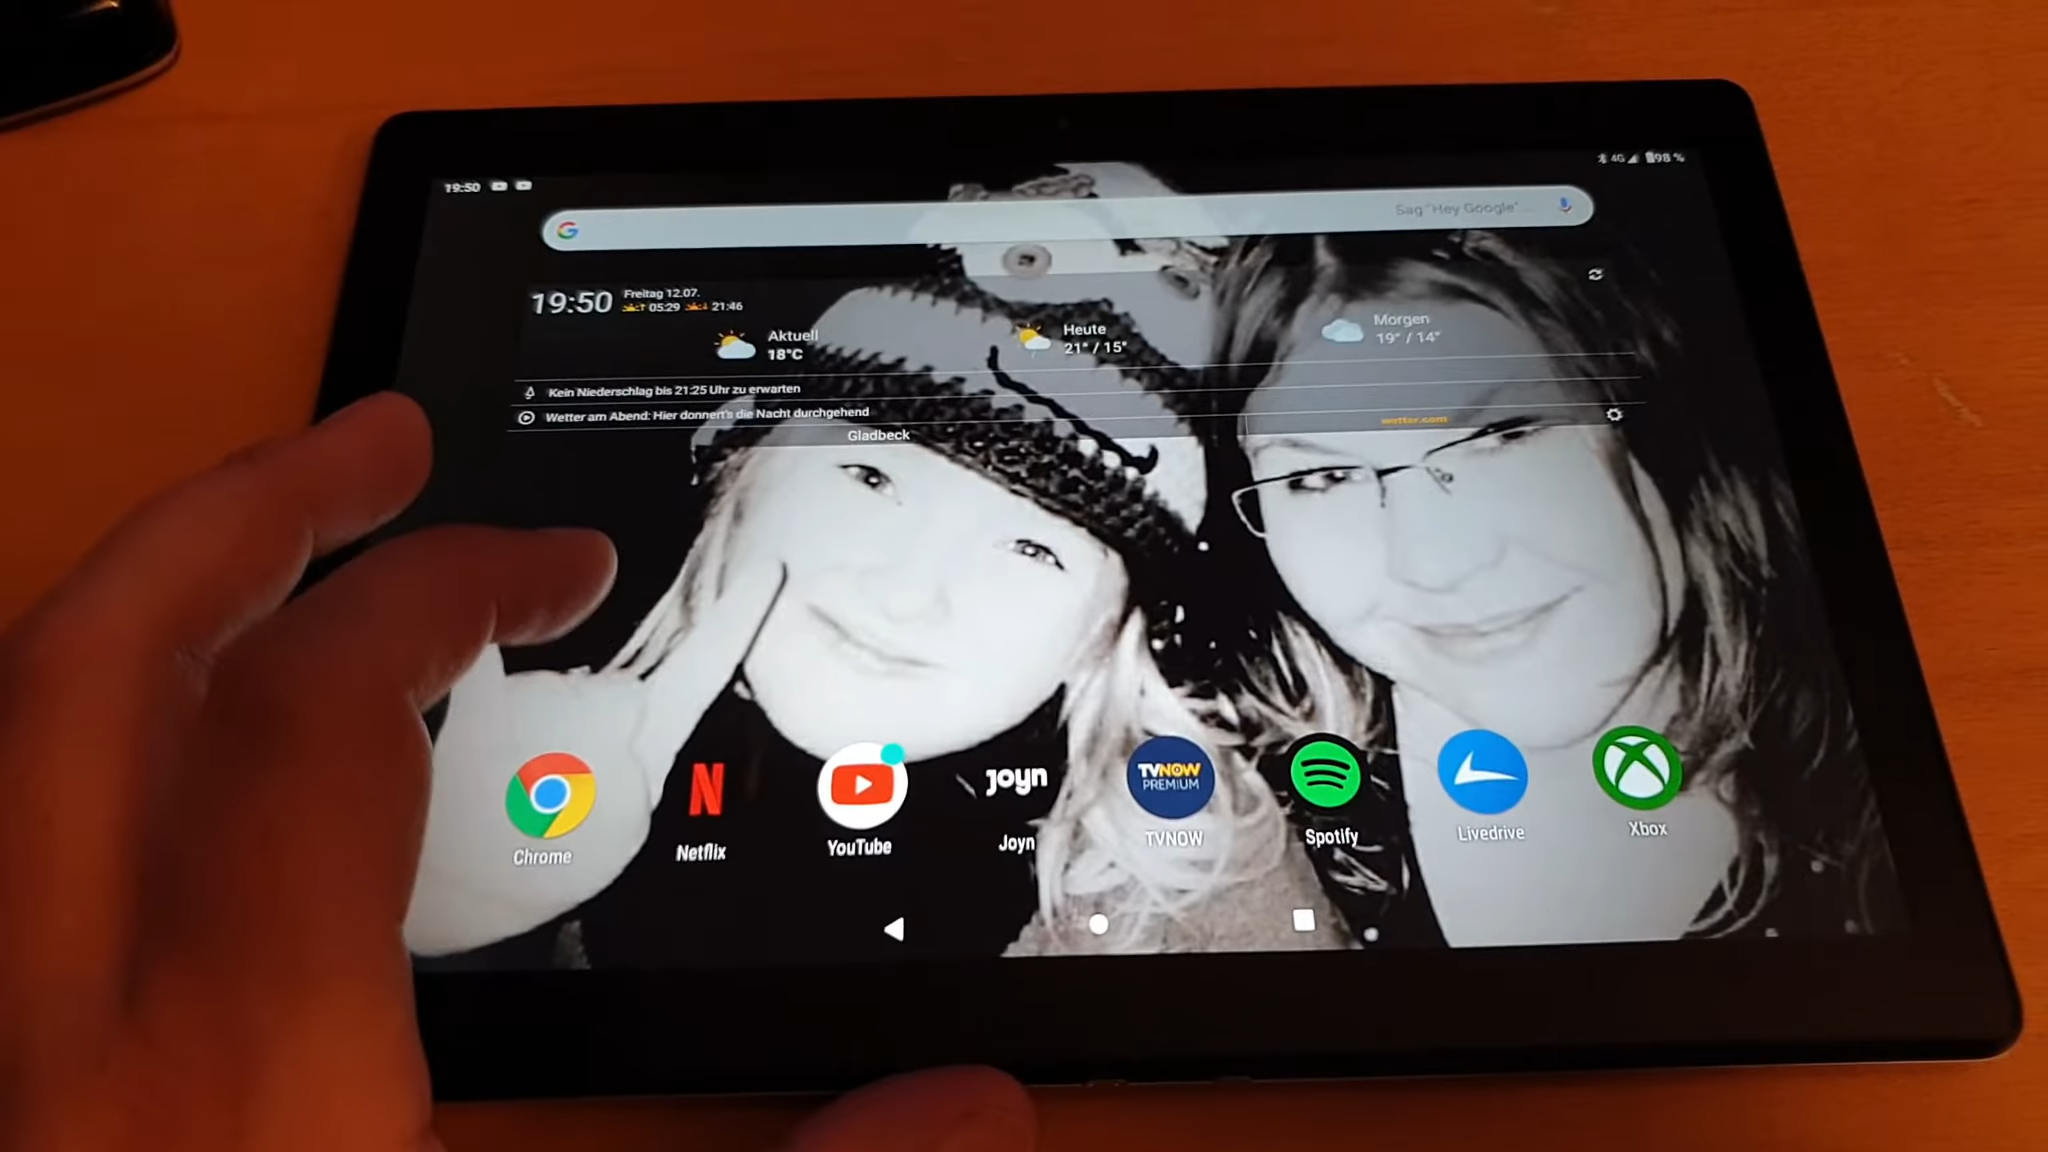 19:50
4G 98 %
Sag "Hey Google"...
19:50 Freitag 12.07.
05:29 21:46
Aktuell
18°C
Heute
21° / 15°
Morgen
19° / 14°
Kein Niederschlag bis 21:25 Uhr zu erwarten
Wetter am Abend: Hier donnert's die Nacht durchgehend
wetter.com
Gladbeck
N
Joyn
TVNOW
PREMIUM
Chrome
Netflix
YouTube
Joyn
TVNOW
Spotify
Livedrive
Xbox